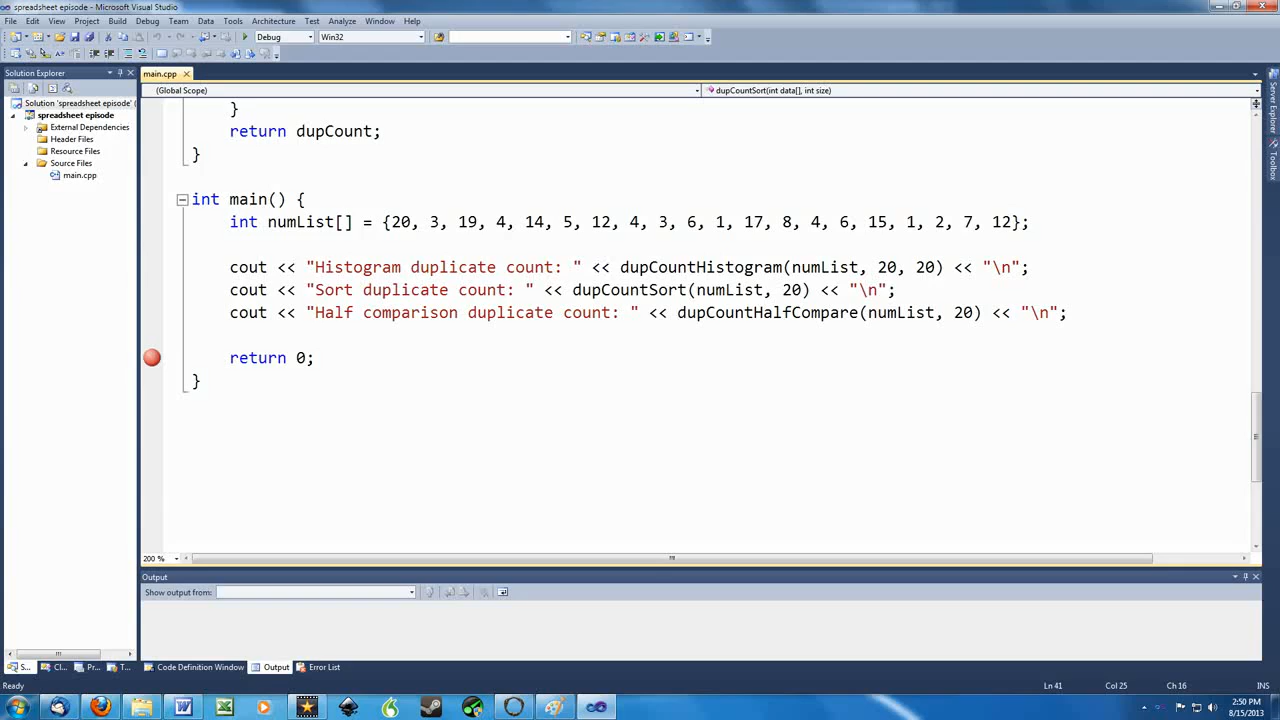 spreadsheet episode - Microsoft Visual Studio
File Edit View Project Build Debug Team Data Tools Architecture Test Analyze Window Help
Debug Win32
Solution Explorer
main.cpp
(Global Scope) dupCountSort(int data[], int size)
Solution 'spreadsheet episode'
spreadsheet episode
External Dependencies
Header Files
Resource Files
Source Files
main.cpp
}
return dupCount;
}
int main() {
int numList[] = {20, 3, 19, 4, 14, 5, 12, 4, 3, 6, 1, 17, 8, 4, 6, 15, 1, 2, 7, 12};
cout << "Histogram duplicate count: " << dupCountHistogram(numList, 20, 20) << "\n";
cout << "Sort duplicate count: " << dupCountSort(numList, 20) << "\n";
cout << "Half comparison duplicate count: " << dupCountHalfCompare(numList, 20) << "\n";
return 0;
}
200 %
Output
Show output from:
Server Explorer
Toolbox
S... Cl... Pr... T...
Code Definition Window Output Error List
Ready Ln 41 Col 25 Ch 16 INS
2:50 PM
8/15/2013